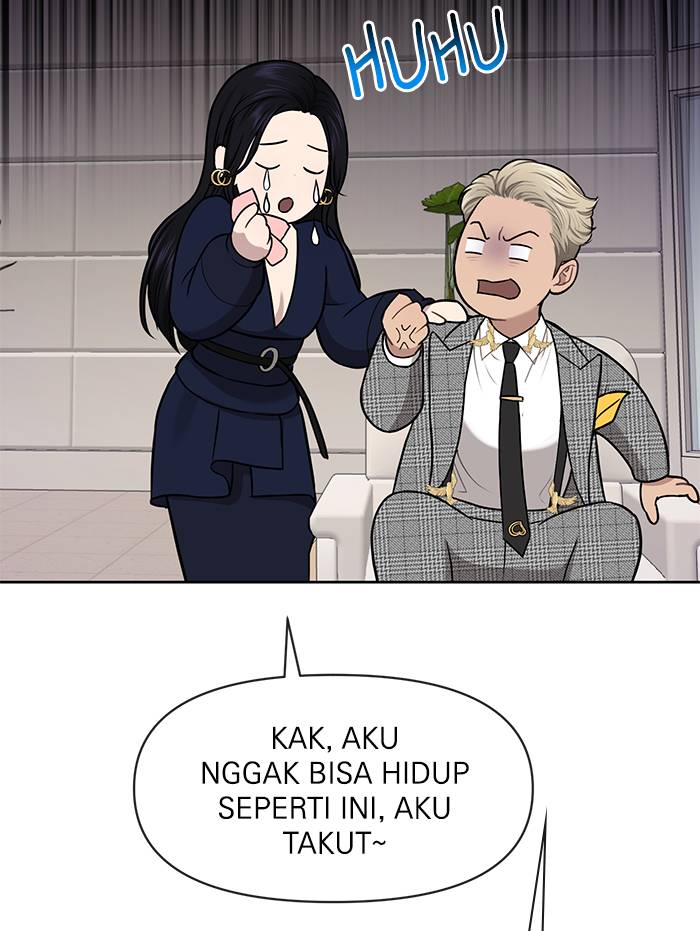 HUHU
KAK, AKU
NGGAK BISA HIDUP
SEPERTI INI, AKU
TAKUT~